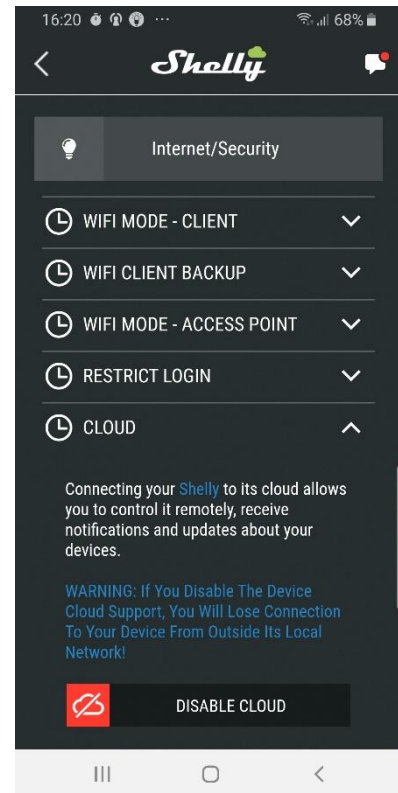 16:20 ... 68%
Shelly
Internet/Security
WIFI MODE - CLIENT
WIFI CLIENT BACKUP
WIFI MODE - ACCESS POINT
RESTRICT LOGIN
CLOUD
Connecting your Shelly to its cloud allows
you to control it remotely, receive
notifications and updates about your
devices.
WARNING: If You Disable The Device
Cloud Support, You Will Lose Connection
To Your Device From Outside Its Local
Network!
DISABLE CLOUD